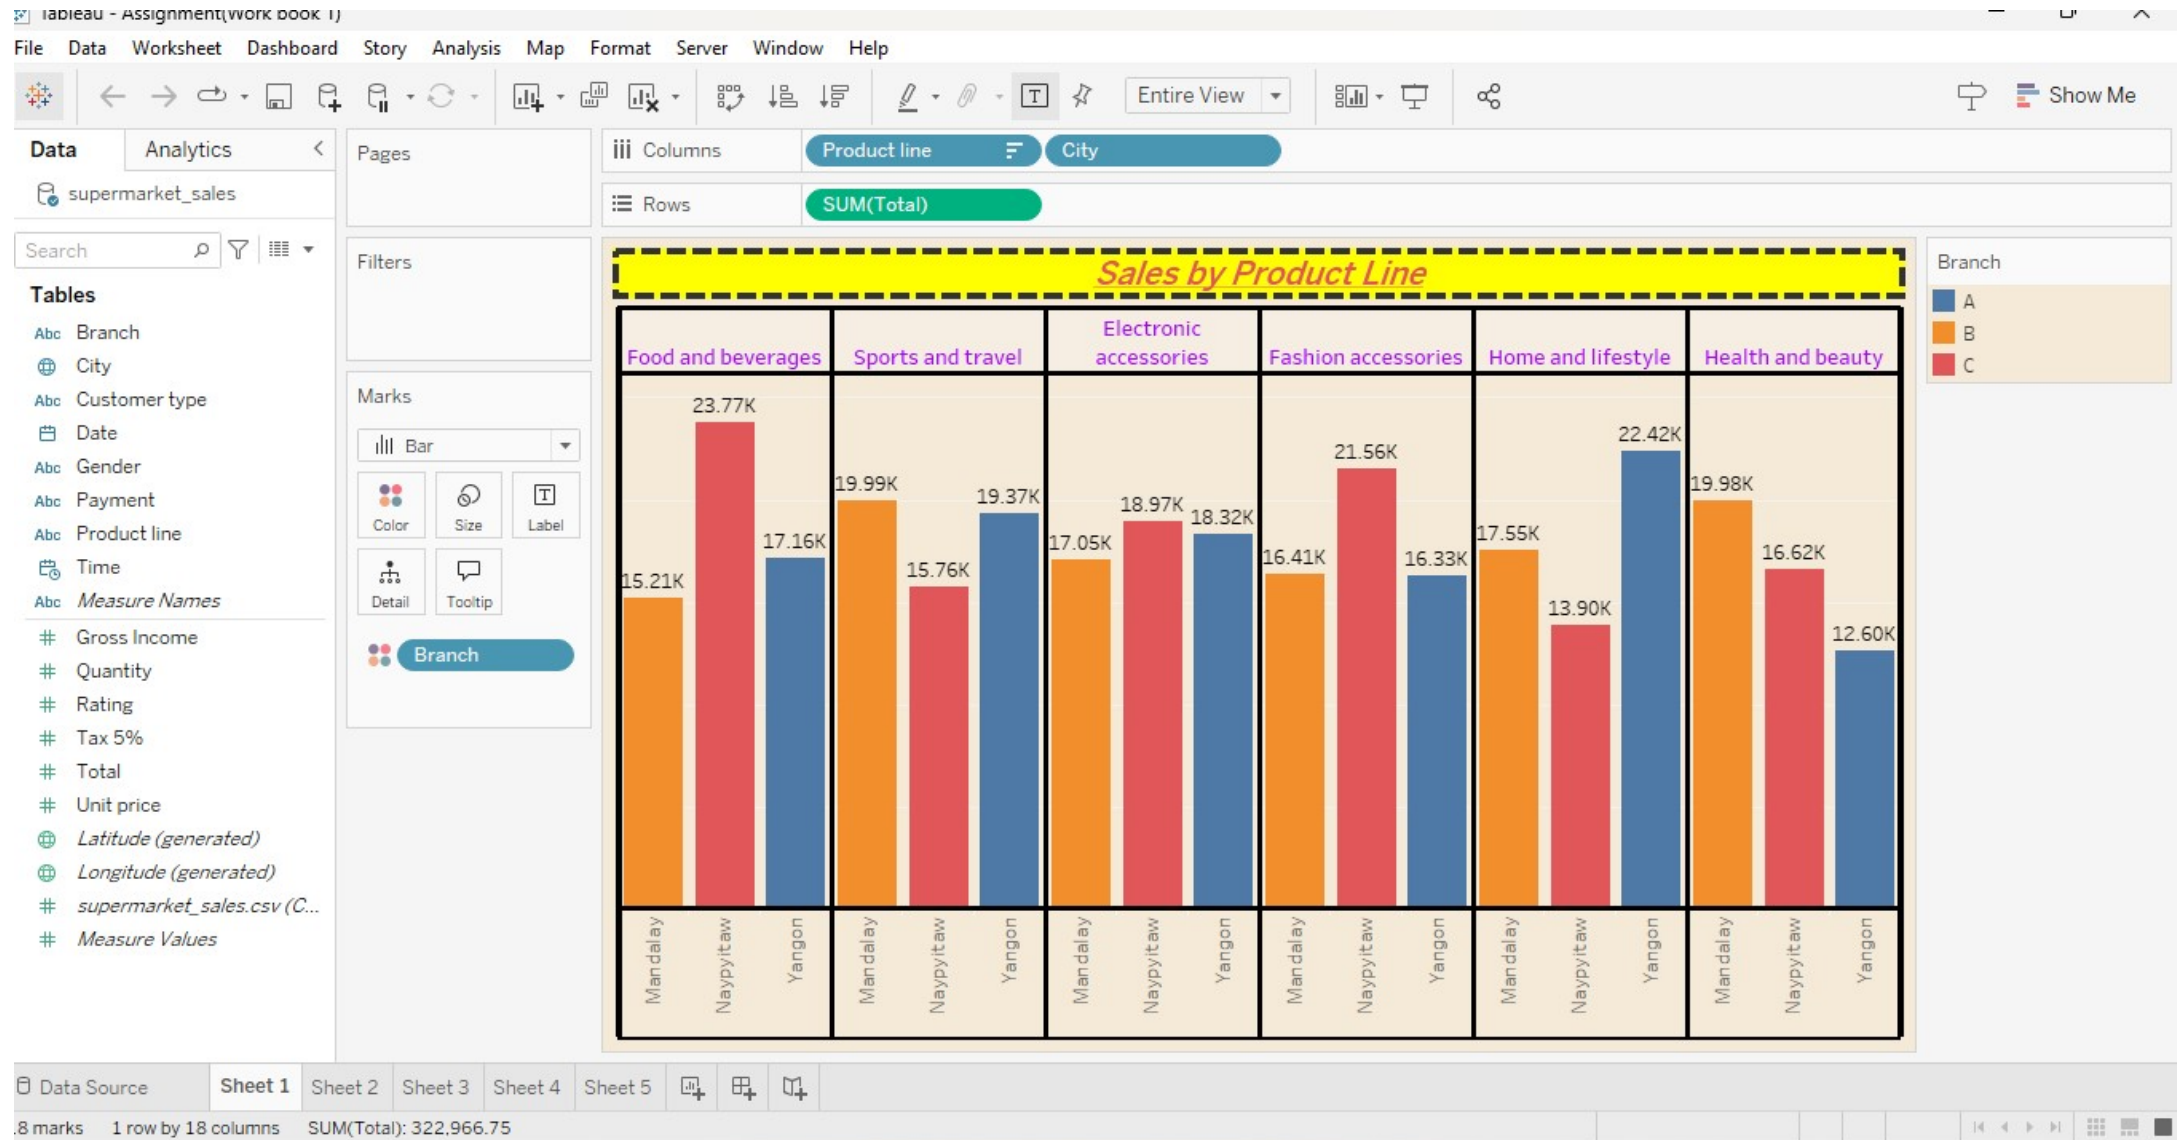 Tableau - Assignment(Work book 1)
File Data Worksheet Dashboard Story Analysis Map Format Server Window Help
Entire View
Show Me
Data Analytics
supermarket_sales
Search
Tables
Abc Branch
City
Abc Customer type
Date
Abc Gender
Abc Payment
Abc Product line
Time
Abc Measure Names
# Gross Income
# Quantity
# Rating
# Tax 5%
# Total
# Unit price
Latitude (generated)
Longitude (generated)
# supermarket_sales.csv (C...
# Measure Values
Pages
Filters
Marks
Bar
Color Size Label
Detail Tooltip
Branch
Columns Product line City
Rows SUM(Total)
Sales by Product Line
Food and beverages Sports and travel Electronic accessories Fashion accessories Home and lifestyle Health and beauty
15.21K 23.77K 17.16K
19.99K 15.76K 19.37K
17.05K 18.97K 18.32K
16.41K 21.56K 16.33K
17.55K 13.90K 22.42K
19.98K 16.62K 12.60K
Mandalay Naypyitaw Yangon Mandalay Naypyitaw Yangon Mandalay Naypyitaw Yangon Mandalay Naypyitaw Yangon Mandalay Naypyitaw Yangon Mandalay Naypyitaw Yangon
Branch
A
B
C
Data Source Sheet 1 Sheet 2 Sheet 3 Sheet 4 Sheet 5
8 marks 1 row by 18 columns SUM(Total): 322,966.75